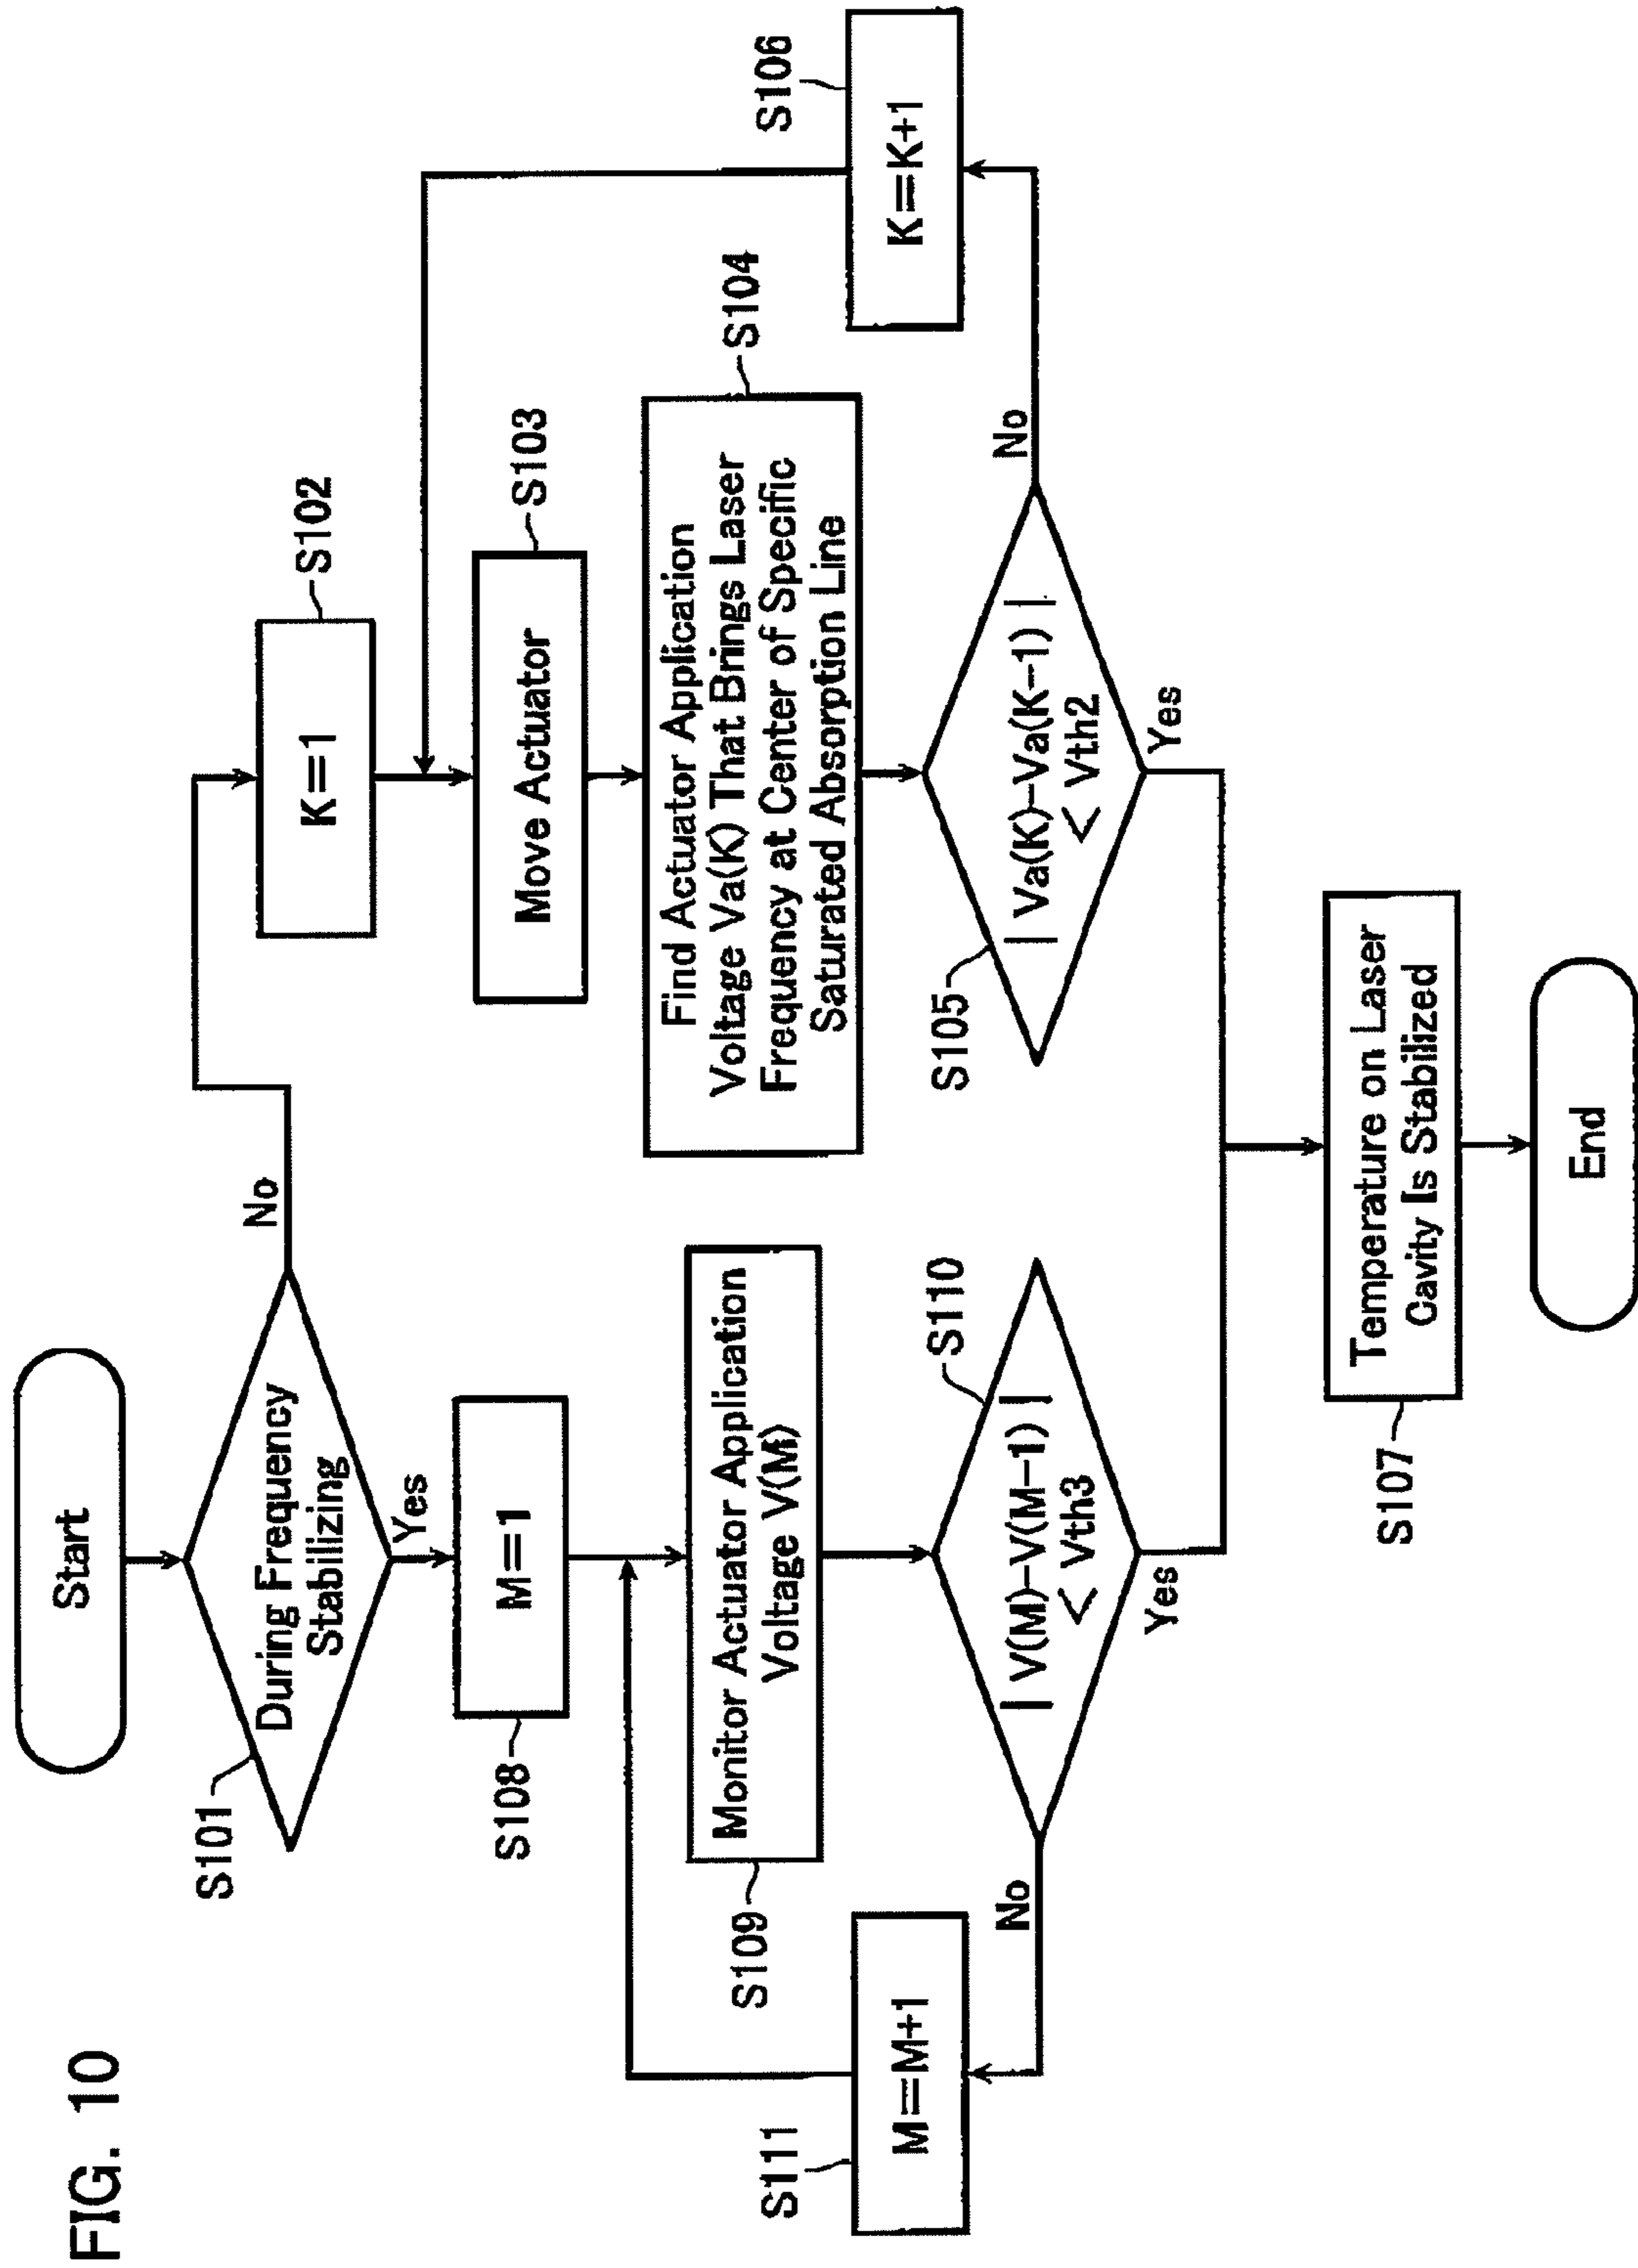 FIG. 10
Start
S101
During Frequency
Stabilizing
No
Yes
S102
K=1
S103
Move Actuator
S104
Find Actuator Application
Voltage Va(K) That Brings Laser
Frequency at Center of Specific
Saturated Absorption Line
S105
| Va(K)-Va(K-1) |
< Vth2
No
Yes
S106
K=K+1
S108
M=1
S109
Monitor Actuator Application
Voltage V(M)
S110
| V(M)-V(M-1) |
< Vth3
No
Yes
S111
M=M+1
S107
Temperature on Laser
Cavity Is Stabilized
End